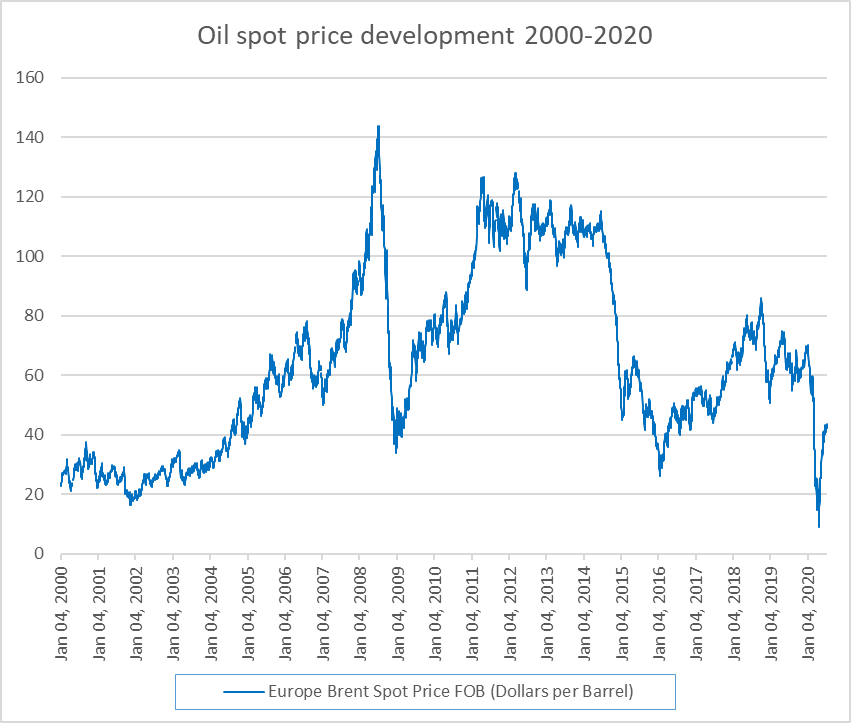 Oil spot price development 2000-2020
160
140
120
100
80
60
40
20
0
Jan 04, 2000
Jan 04, 2001
Jan 04, 2002
Jan 04, 2003
Jan 04, 2004
Jan 04, 2005
Jan 04, 2006
Jan 04, 2007
Jan 04, 2008
Jan 04, 2009
Jan 04, 2010
Jan 04, 2011
Jan 04, 2012
Jan 04, 2013
Jan 04, 2014
Jan 04, 2015
Jan 04, 2016
Jan 04, 2017
Jan 04, 2018
Jan 04, 2019
Jan 04, 2020
Europe Brent Spot Price FOB (Dollars per Barrel)